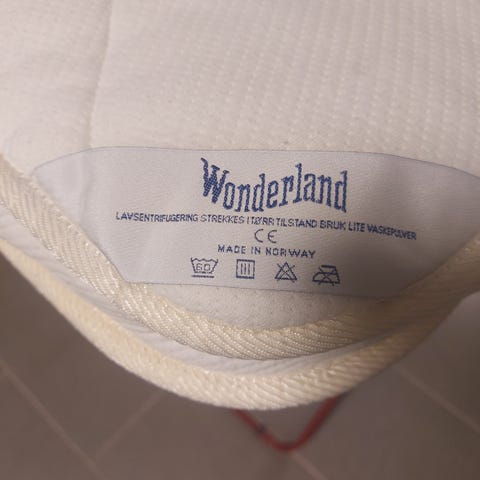 Wonderland
LAVSENTRIFUGERING STREKKES I TØRR TILSTAND BRUK LITE VASKEPULVER
CE
MADE IN NORWAY
60